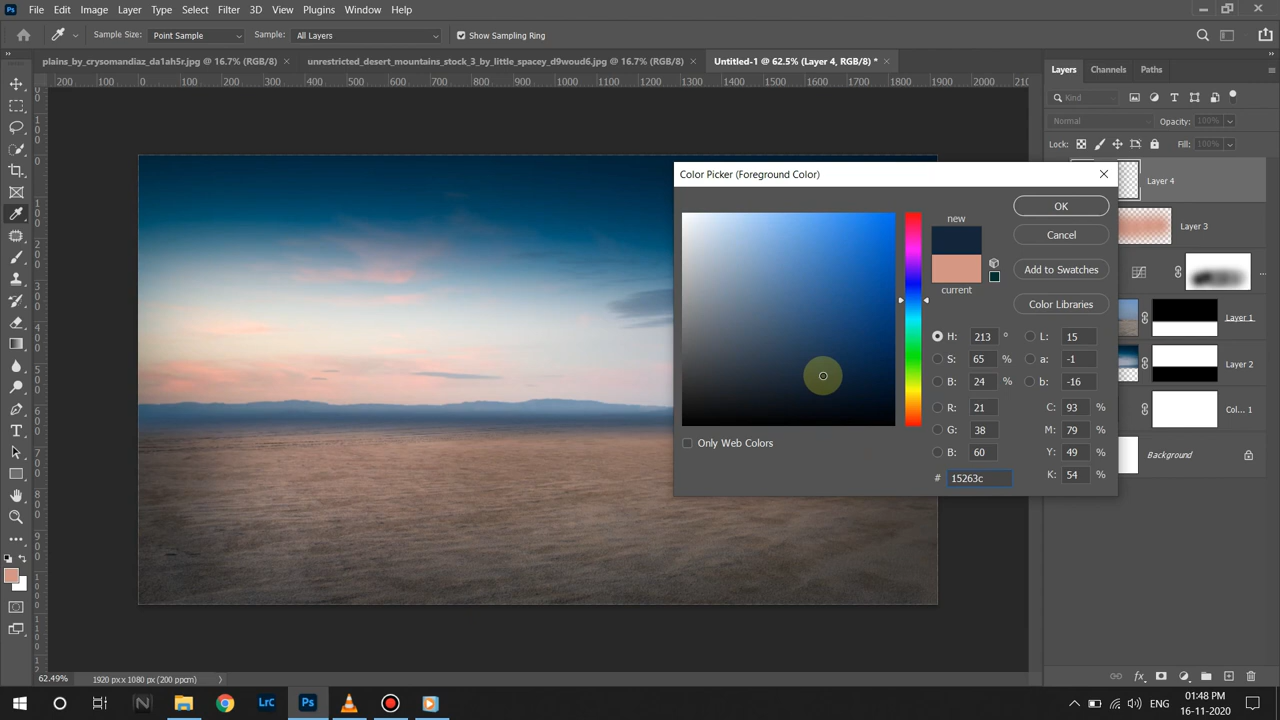 Ps File Edit Image Layer Type Select Filter 3D View Plugins Window Help
Sample Size: Point Sample Sample: All Layers Show Sampling Ring
plains_by_crysomandiaz_da1ah5r.jpg @ 16.7% (RGB/8) unrestricted_desert_mountains_stock_3_by_little_spacey_d9woud6.jpg @ 16.7% (RGB/8) Untitled-1 @ 62.5% (Layer 4, RGB/8) *
Layers Channels Paths
200 100 0 100 200 300 400 500 600 700 800 900 1000 1100 1200 1300 1400 1500 1600 1700 1800 1900 2000
Kind
Normal Opacity: 100%
Lock: Fill: 100%
Layer 4
Layer 3
Layer 1
Layer 2
Col... 1
Background
Color Picker (Foreground Color)
new
current
OK
Cancel
Add to Swatches
Color Libraries
H: 213 ° L: 15
S: 65 % a: -1
B: 24 % b: -16
R: 21 C: 93 %
G: 38 M: 79 %
B: 60 Y: 49 %
# 15263c K: 54 %
Only Web Colors
62.49% 1920 px x 1080 px (200 ppcm)
LrC Ps ENG 01:48 PM
16-11-2020